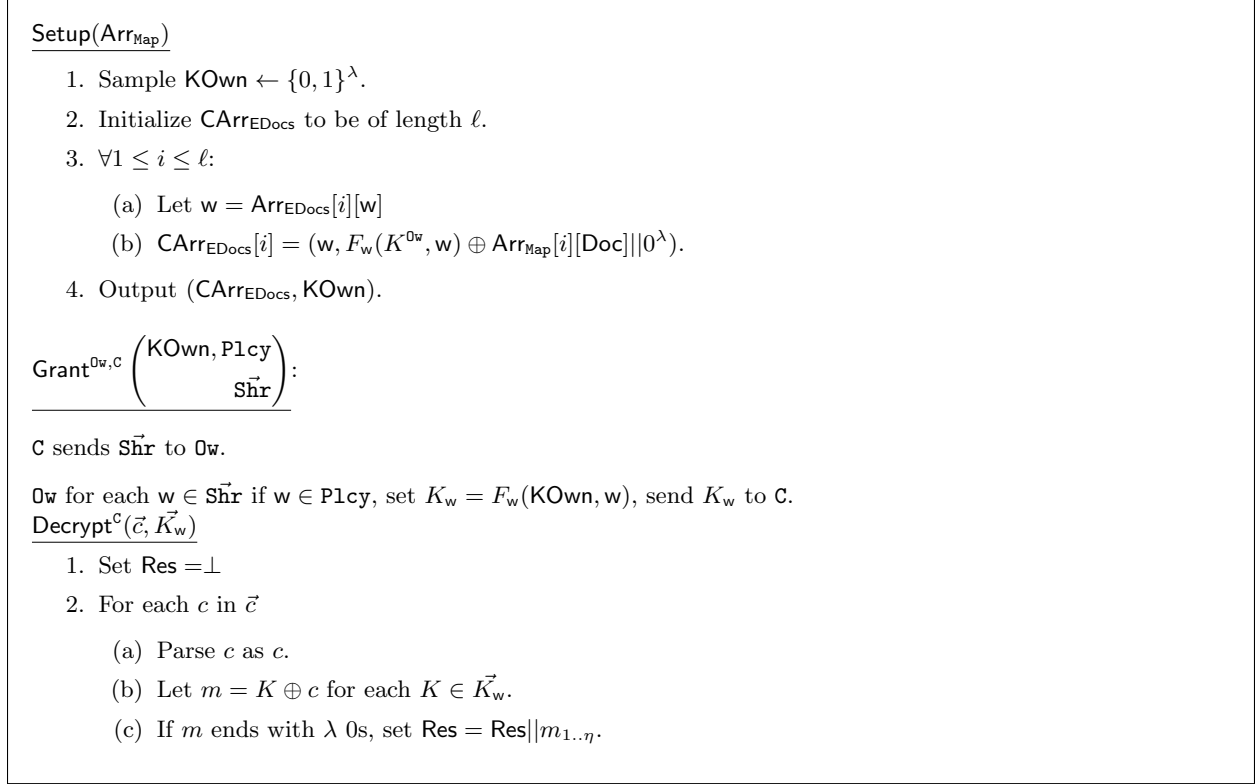 Setup(Arr_Map)
1. Sample KOwn ← {0, 1}^λ.
2. Initialize CArr_EDocs to be of length ℓ.
3. ∀1 ≤ i ≤ ℓ:
(a) Let w = Arr_EDocs[i][w]
(b) CArr_EDocs[i] = (w, F_w(K^Ow, w) ⊕ Arr_Map[i][Doc]||0^λ).
4. Output (CArr_EDocs, KOwn).
Grant^Ow,C (KOwn, Plcy
Shr⃗):
C sends Shr⃗ to Ow.
Ow for each w ∈ Shr⃗ if w ∈ Plcy, set K_w = F_w(KOwn, w), send K_w to C.
Decrypt^C(c⃗, K⃗_w)
1. Set Res =⊥
2. For each c in c⃗
(a) Parse c as c.
(b) Let m = K ⊕ c for each K ∈ K⃗_w.
(c) If m ends with λ 0s, set Res = Res||m_1..η.